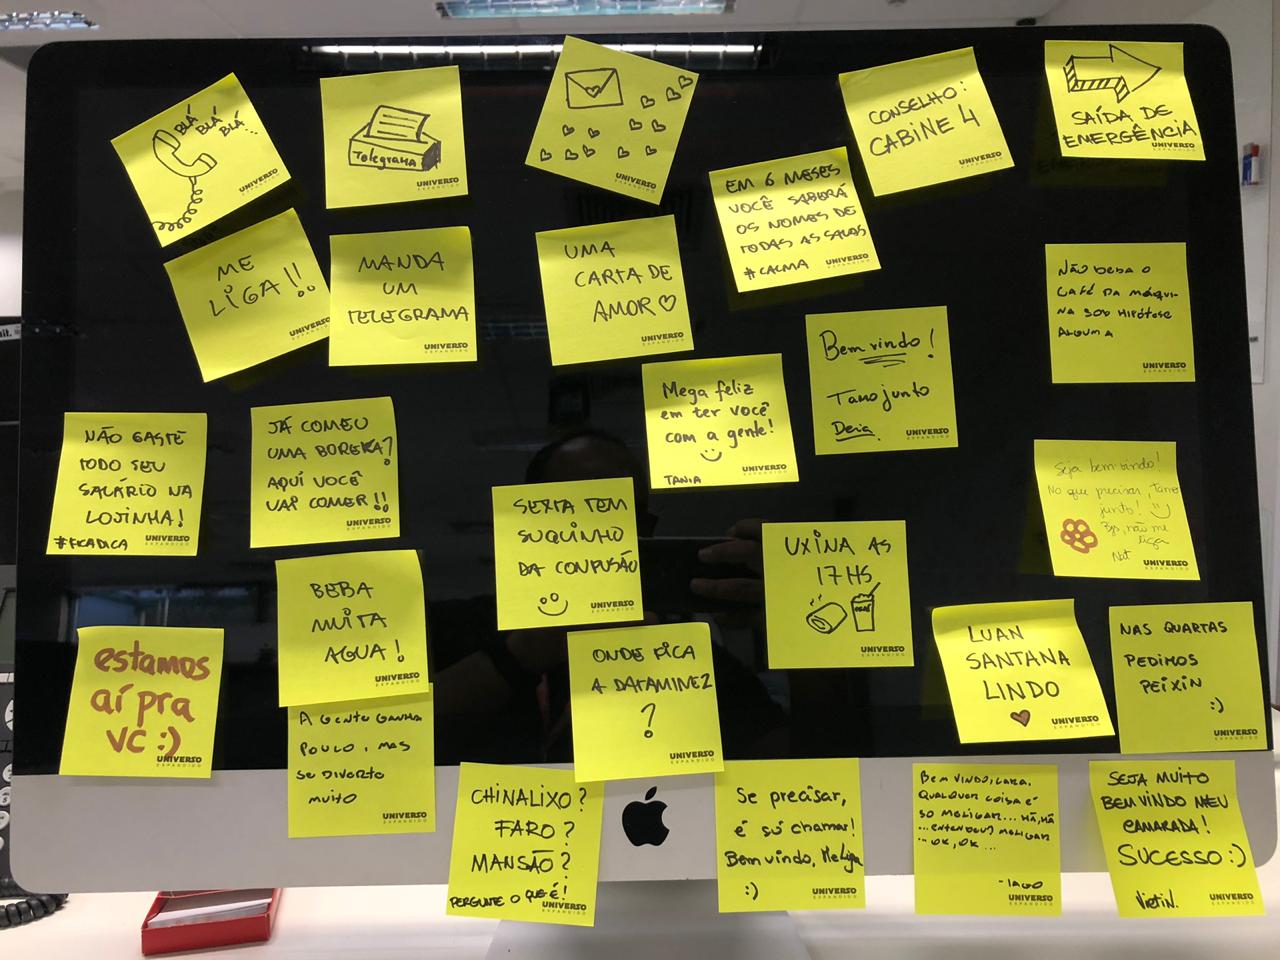 BLÁ
BLÁ
BLÁ...
UNIVERSO
EXPANDIDO
Telegrama
UNIVERSO
EXPANDIDO
UNIVERSO
EXPANDIDO
CONSELHO:
CABINE 4
UNIVERSO
EXPANDIDO
SAÍDA DE
EMERGÊNCIA
UNIVERSO
EXPANDIDO
ME
LIGA!!
UNIVERSO
EXPANDIDO
MANDA
UM
TELEGRAMA
UNIVERSO
EXPANDIDO
UMA
CARTA DE
AMOR
UNIVERSO
EXPANDIDO
EM 6 MESES
VOCÊ SABERÁ
OS NOMES DE
TODAS AS SALAS
#CALMA
UNIVERSO
EXPANDIDO
NÃO BEBA O
CAFÉ DA MÁQUI-
NA SOB HIPÓTESE
ALGUMA
UNIVERSO
EXPANDIDO
Bem vindo!
Tamo junto
UNIVERSO
EXPANDIDO
Mega feliz
em ter você
com a gente!
TANIA
UNIVERSO
EXPANDIDO
NÃO GASTE
TODO SEU
SALÁRIO NA
LOJINHA!
#FICADICA
UNIVERSO
EXPANDIDO
JÁ COMEU
UMA BOREKA?
AQUI VOCÊ
VAI COMER!!
UNIVERSO
EXPANDIDO
Seja bem vindo!
No que precisar, Tamo
junto!
Bjs, não me
liga
Nat
UNIVERSO
EXPANDIDO
SEXTA TEM
SUQUINHO
DA CONFUSÃO
UNIVERSO
EXPANDIDO
UXINA AS
17 HS
UNIVERSO
EXPANDIDO
BEBA
MUITA
AGUA!
UNIVERSO
EXPANDIDO
estamos
aí pra
vc :)
UNIVERSO
EXPANDIDO
ONDE FICA
A DATAMINEZ
?
UNIVERSO
EXPANDIDO
LUAN
SANTANA
LINDO
UNIVERSO
EXPANDIDO
NAS QUARTAS
PEDIMOS
PEIXIN
:)
UNIVERSO
EXPANDIDO
A GENTE GANHA
POUCO, MAS
SE DIVERTE
MUITO
UNIVERSO
EXPANDIDO
CHINALIXO?
FARO?
MANSÃO?
PERGUNTE O QUE É!
UNIVERSO
EXPANDIDO
Se precisar,
é só chamar!
Bem vindo, MeLiga
:)
UNIVERSO
EXPANDIDO
BEM VINDO, CARA.
QUALQUER COISA É
SO MELIGAR... HÃ, HÃ
...ENTENDEU? MELIGAR
... OK, OK...
- IAGO
UNIVERSO
EXPANDIDO
SEJA MUITO
BEM VINDO MEU
CAMARADA!
SUCESSO :)
UNIVERSO
EXPANDIDO